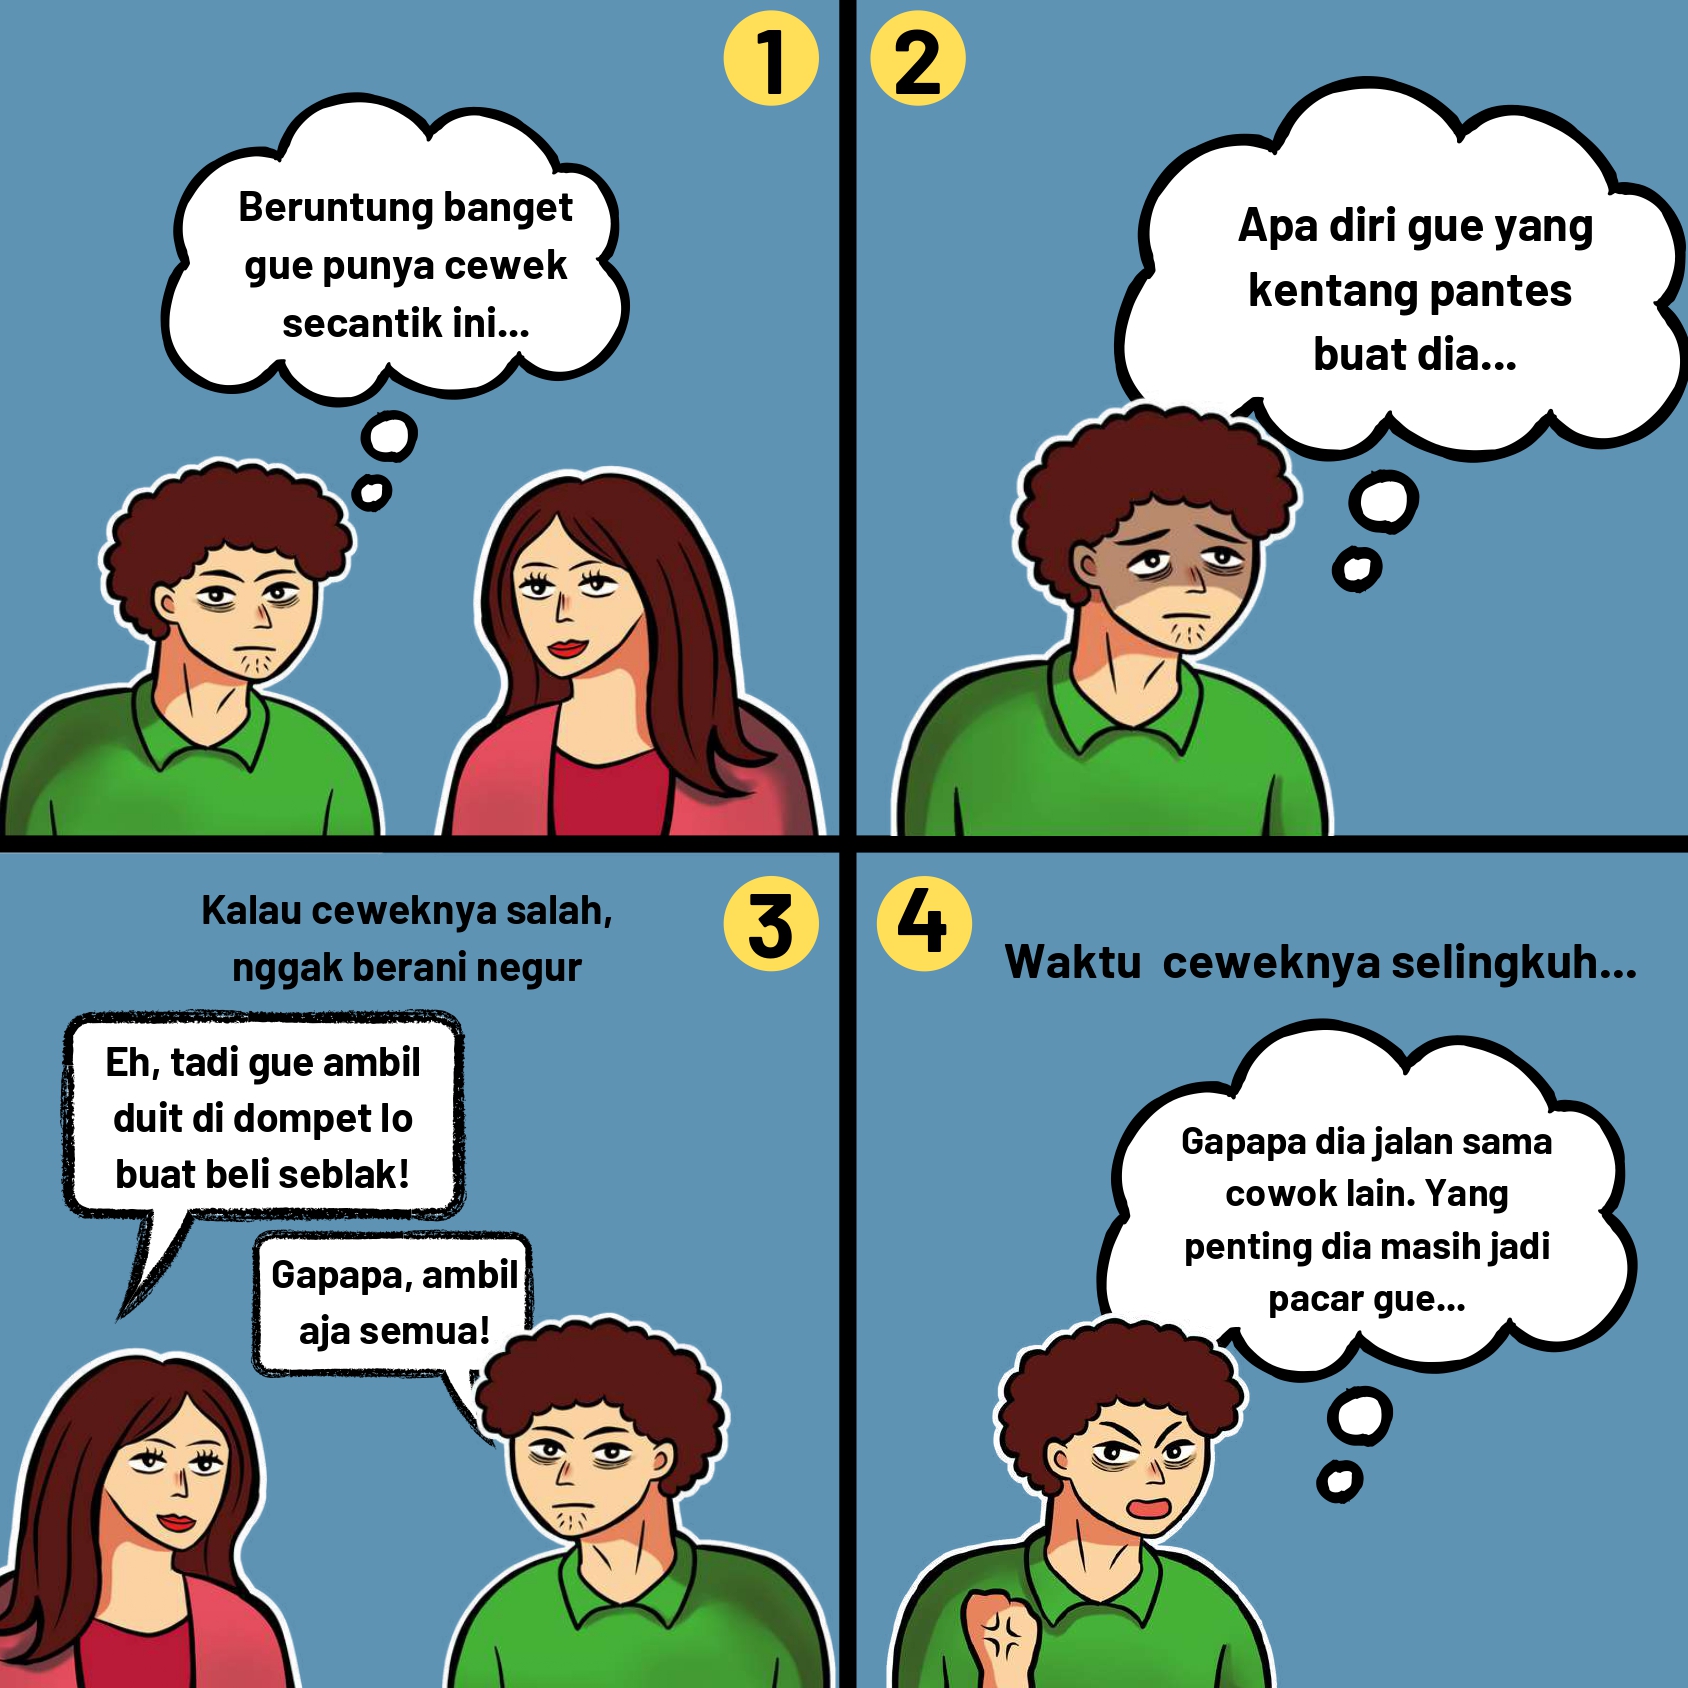 1
Beruntung banget
gue punya cewek
secantik ini...
2
Apa diri gue yang
kentang pantes
buat dia...
3
Kalau ceweknya salah,
nggak berani negur
Eh, tadi gue ambil
duit di dompet lo
buat beli seblak!
Gapapa, ambil
aja semua!
4
Waktu ceweknya selingkuh...
Gapapa dia jalan sama
cowok lain. Yang
penting dia masih jadi
pacar gue...